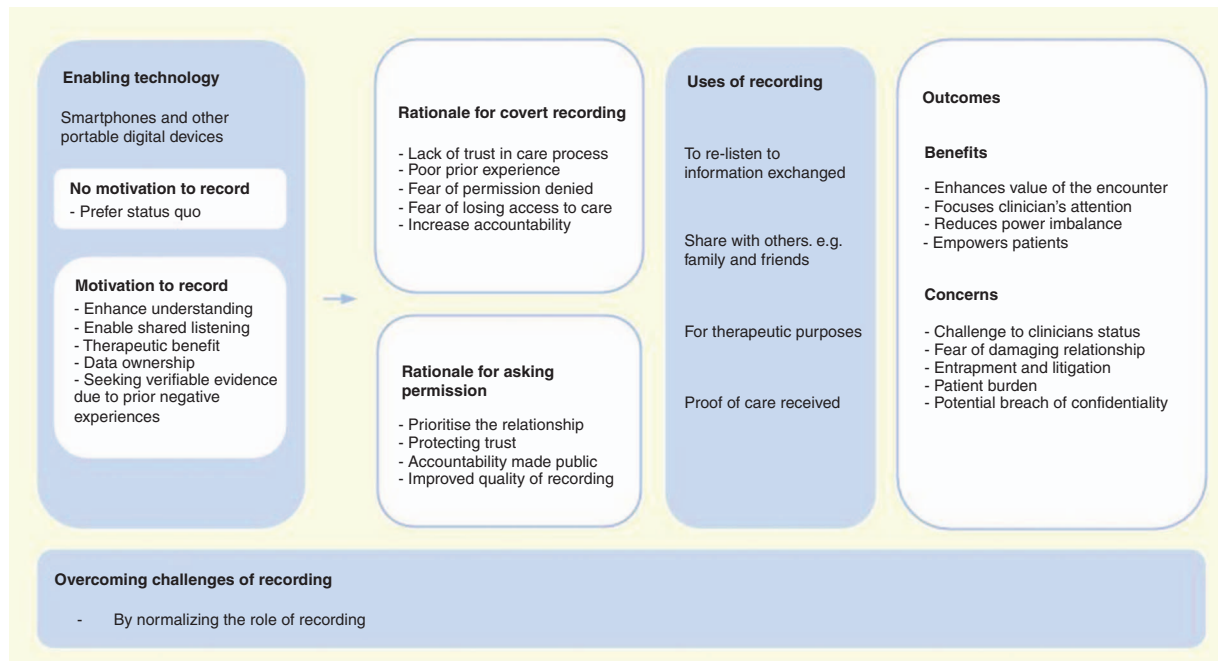 Enabling technology
Smartphones and other
portable digital devices
No motivation to record
- Prefer status quo
Motivation to record
- Enhance understanding
- Enable shared listening
- Therapeutic benefit
- Data ownership
- Seeking verifiable evidence
due to prior negative
experiences
Rationale for covert recording
- Lack of trust in care process
- Poor prior experience
- Fear of permission denied
- Fear of losing access to care
- Increase accountability
Rationale for asking
permission
- Prioritise the relationship
- Protecting trust
- Accountability made public
- Improved quality of recording
Uses of recording
To re-listen to
information exchanged
Share with others. e.g.
family and friends
For therapeutic purposes
Proof of care received
Outcomes
Benefits
- Enhances value of the encounter
- Focuses clinician's attention
- Reduces power imbalance
- Empowers patients
Concerns
- Challenge to clinicians status
- Fear of damaging relationship
- Entrapment and litigation
- Patient burden
- Potential breach of confidentiality
Overcoming challenges of recording
- By normalizing the role of recording